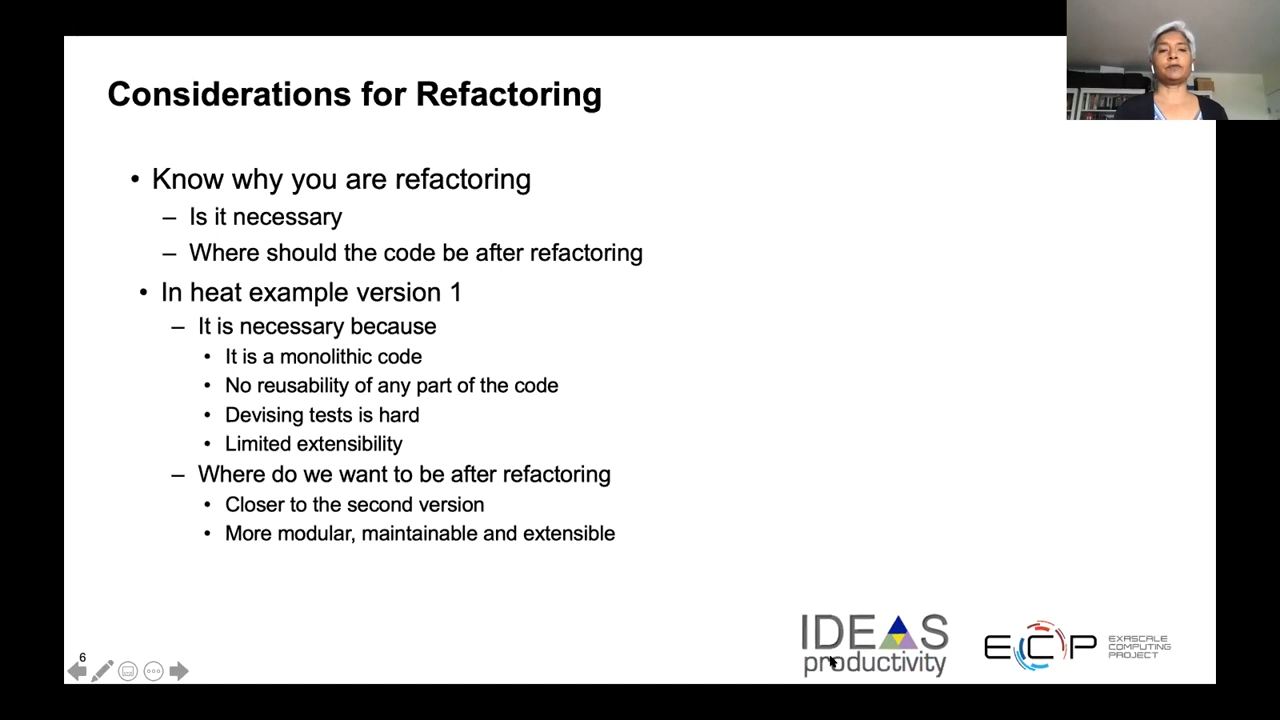 Considerations for Refactoring
• Know why you are refactoring
– Is it necessary
– Where should the code be after refactoring
• In heat example version 1
– It is necessary because
• It is a monolithic code
• No reusability of any part of the code
• Devising tests is hard
• Limited extensibility
– Where do we want to be after refactoring
• Closer to the second version
• More modular, maintainable and extensible
6
IDEAS
productivity
ECP
EXASCALE
COMPUTING
PROJECT